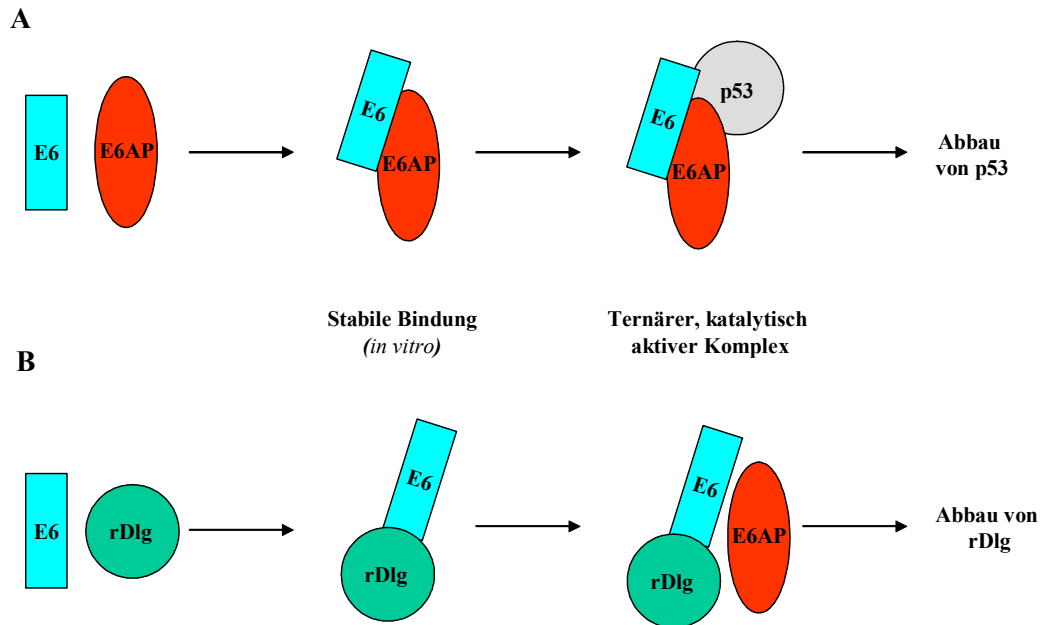 A
E6
E6AP
E6
E6AP
p53
E6
E6AP
Abbau
von p53
Stabile Bindung
(in vitro)
Ternärer, katalytisch
aktiver Komplex
B
E6
rDlg
E6
rDlg
E6
E6AP
rDlg
Abbau von
rDlg